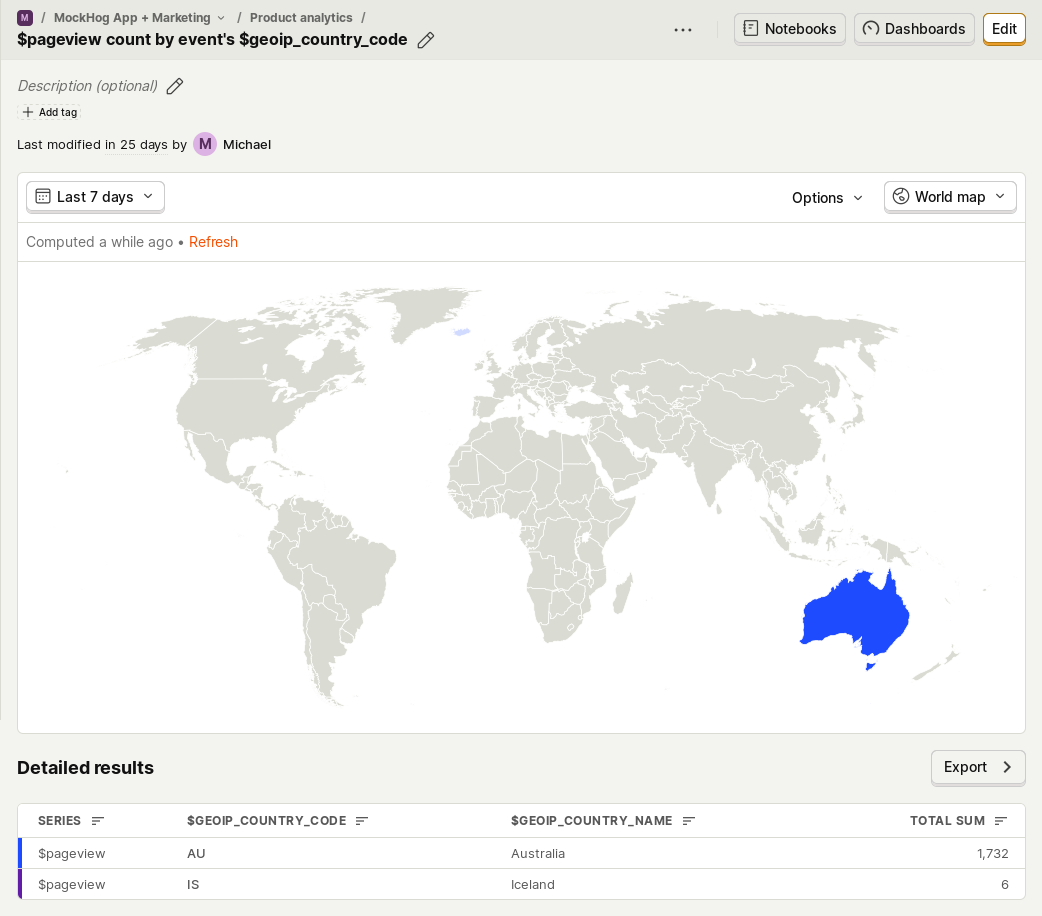 M / MockHog App + Marketing / Product analytics /
$pageview count by event's $geoip_country_code
Notebooks
Dashboards
Edit
Description (optional)
Add tag
Last modified in 25 days by M Michael
Last 7 days
Options
World map
Computed a while ago • Refresh
Detailed results
Export
SERIES $GEOIP_COUNTRY_CODE $GEOIP_COUNTRY_NAME TOTAL SUM
$pageview AU Australia 1,732
$pageview IS Iceland 6